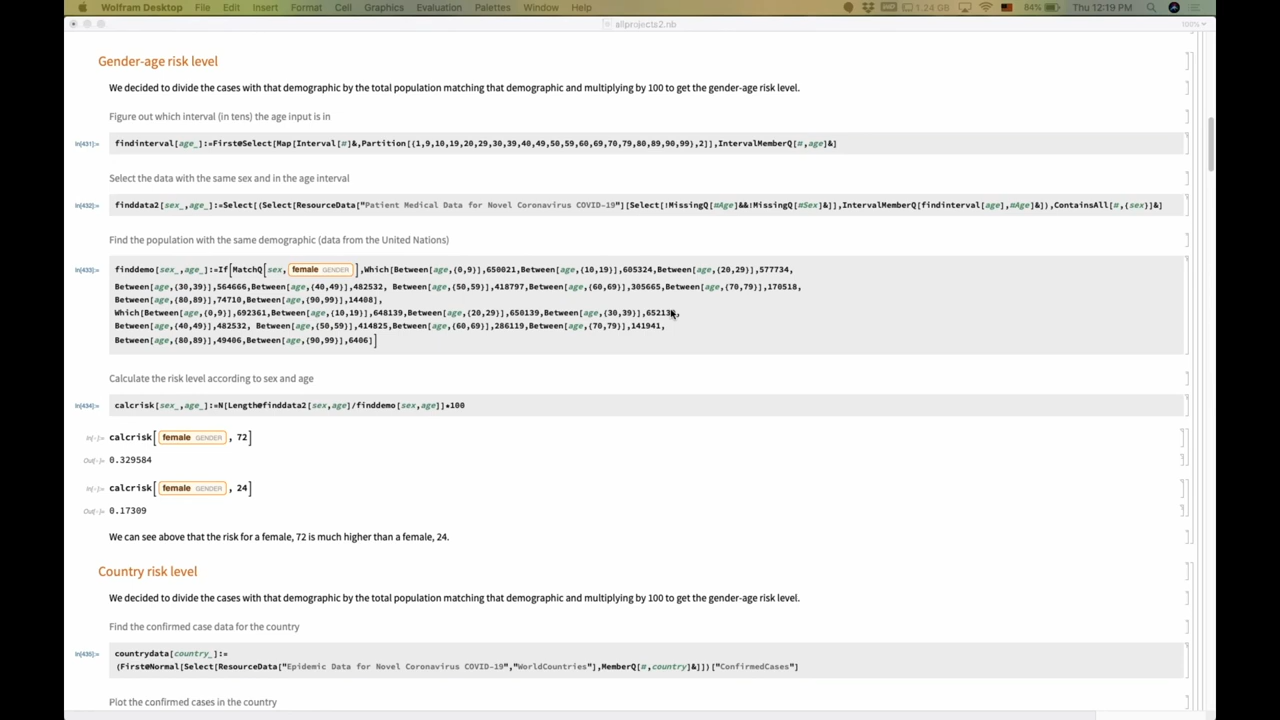 Wolfram Desktop File Edit Insert Format Cell Graphics Evaluation Palettes Window Help 1.24 GB 84% Thu 12:19 PM
allprojects2.nb 100%
Gender-age risk level
We decided to divide the cases with that demographic by the total population matching that demographic and multiplying by 100 to get the gender-age risk level.
Figure out which interval (in tens) the age input is in
In[431]:= findinterval[age_]:=First@Select[Map[Interval[#]&,Partition[{1,9,10,19,20,29,30,39,40,49,50,59,60,69,70,79,80,89,90,99},2]],IntervalMemberQ[#,age]&]
Select the data with the same sex and in the age interval
In[432]:= finddata2[sex_,age_]:=Select[(Select[ResourceData["Patient Medical Data for Novel Coronavirus COVID-19"][Select[!MissingQ[#Age]&&!MissingQ[#Sex]&]],IntervalMemberQ[findinterval[age],#Age]&]),ContainsAll[#,{sex}]&]
Find the population with the same demographic (data from the United Nations)
In[433]:= finddemo[sex_,age_]:=If[MatchQ[sex, female GENDER ],Which[Between[age,{0,9}],650021,Between[age,{10,19}],605324,Between[age,{20,29}],577734,
Between[age,{30,39}],564666,Between[age,{40,49}],482532, Between[age,{50,59}],418797,Between[age,{60,69}],305665,Between[age,{70,79}],170518,
Between[age,{80,89}],74710,Between[age,{90,99}],14408],
Which[Between[age,{0,9}],692361,Between[age,{10,19}],648139,Between[age,{20,29}],650139,Between[age,{30,39}],652138,
Between[age,{40,49}],482532, Between[age,{50,59}],414825,Between[age,{60,69}],286119,Between[age,{70,79}],141941,
Between[age,{80,89}],49406,Between[age,{90,99}],6406]]
Calculate the risk level according to sex and age
In[434]:= calcrisk[sex_,age_]:=N[Length@finddata2[sex,age]/finddemo[sex,age]]*100
In[•]:= calcrisk[ female GENDER , 72]
Out[•]= 0.329584
In[•]:= calcrisk[ female GENDER , 24]
Out[•]= 0.17309
We can see above that the risk for a female, 72 is much higher than a female, 24.
Country risk level
We decided to divide the cases with that demographic by the total population matching that demographic and multiplying by 100 to get the gender-age risk level.
Find the confirmed case data for the country
In[435]:= countrydata[country_]:=
(First@Normal[Select[ResourceData["Epidemic Data for Novel Coronavirus COVID-19","WorldCountries"],MemberQ[#,country]&]])["ConfirmedCases"]
Plot the confirmed cases in the country